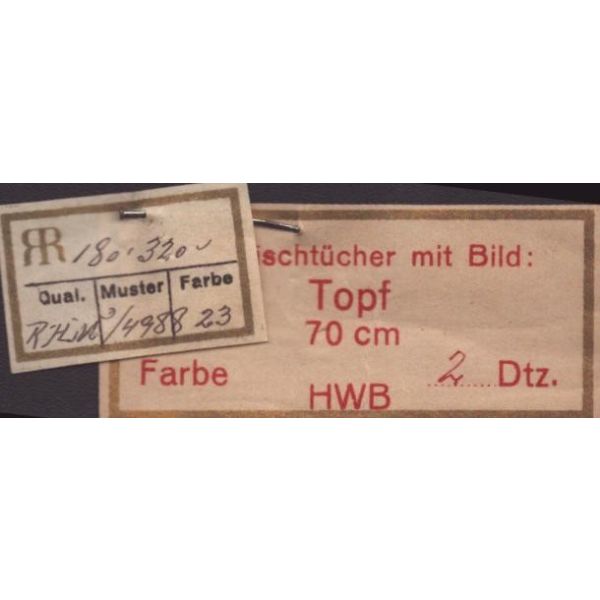 RR 180·320
Qual. Muster Farbe
/4988 23
ischtücher mit Bild:
Topf
70 cm
Farbe 2 Dtz.
HWB